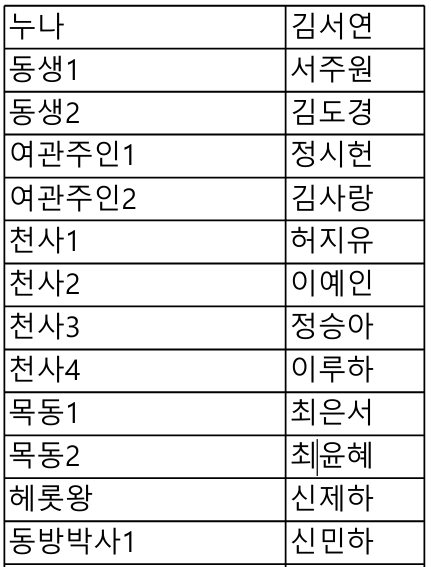 누나 김서연
동생1 서주원
동생2 김도경
여관주인1 정시헌
여관주인2 김사랑
천사1 허지유
천사2 이예인
천사3 정승아
천사4 이루하
목동1 최은서
목동2 최윤혜
헤롯왕 신제하
동방박사1 신민하